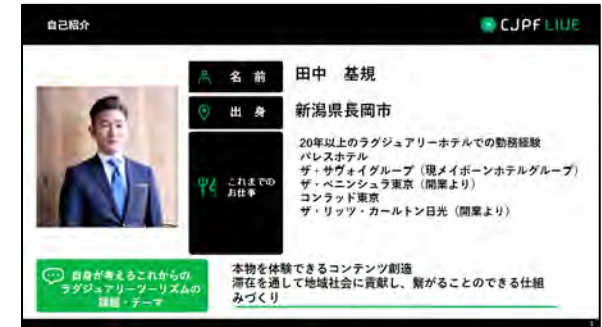 自己紹介
CJPF LIVE
名前
田中 基規
出身
新潟県長岡市
これまでの
お仕事
20年以上のラグジュアリーホテルでの勤務経験
パレスホテル
ザ・サヴォイグループ（現メイボーンホテルグループ）
ザ・ペニンシュラ東京（開業より）
コンラッド東京
ザ・リッツ・カールトン日光（開業より）
自身が考えるこれからの
ラグジュアリーツーリズムの
課題・テーマ
本物を体験できるコンテンツ創造
滞在を通して地域社会に貢献し、繋がることのできる仕組
みづくり